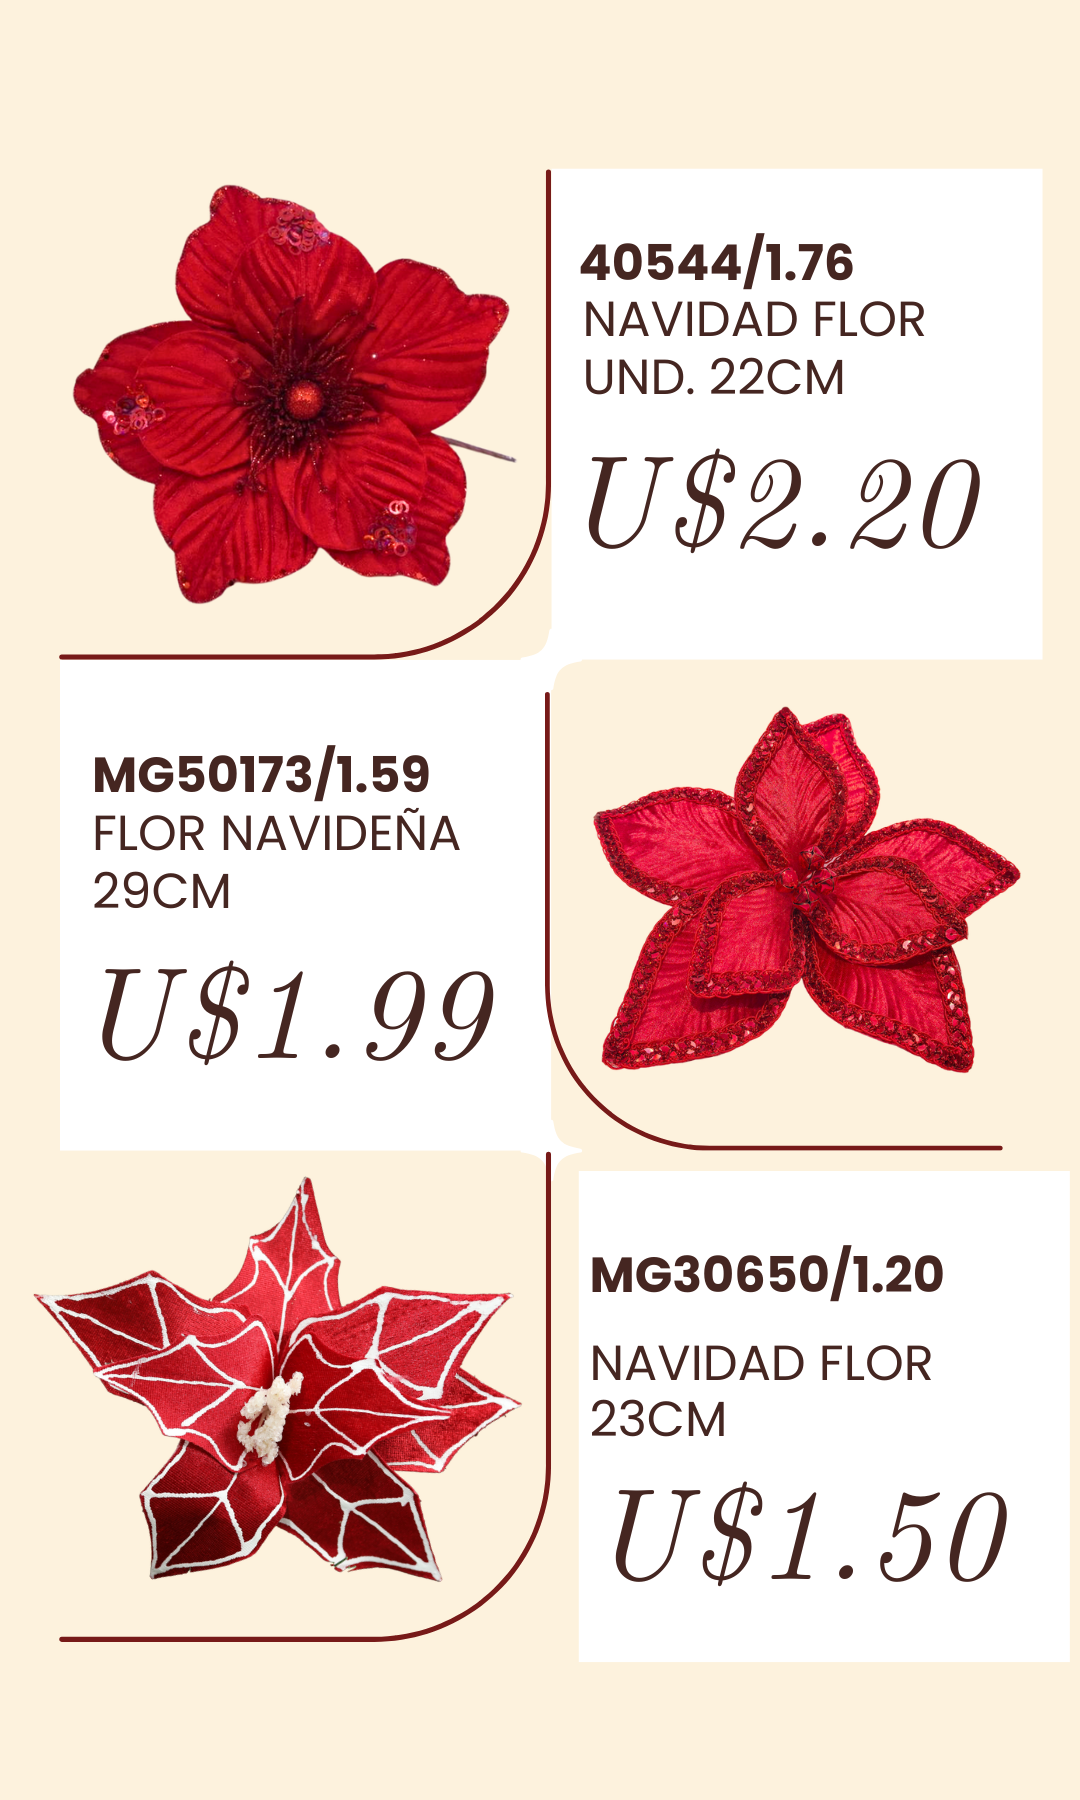 40544/1.76
NAVIDAD FLOR
UND. 22CM
U$2.20
MG50173/1.59
FLOR NAVIDEÑA
29CM
U$1.99
MG30650/1.20
NAVIDAD FLOR
23CM
U$1.50